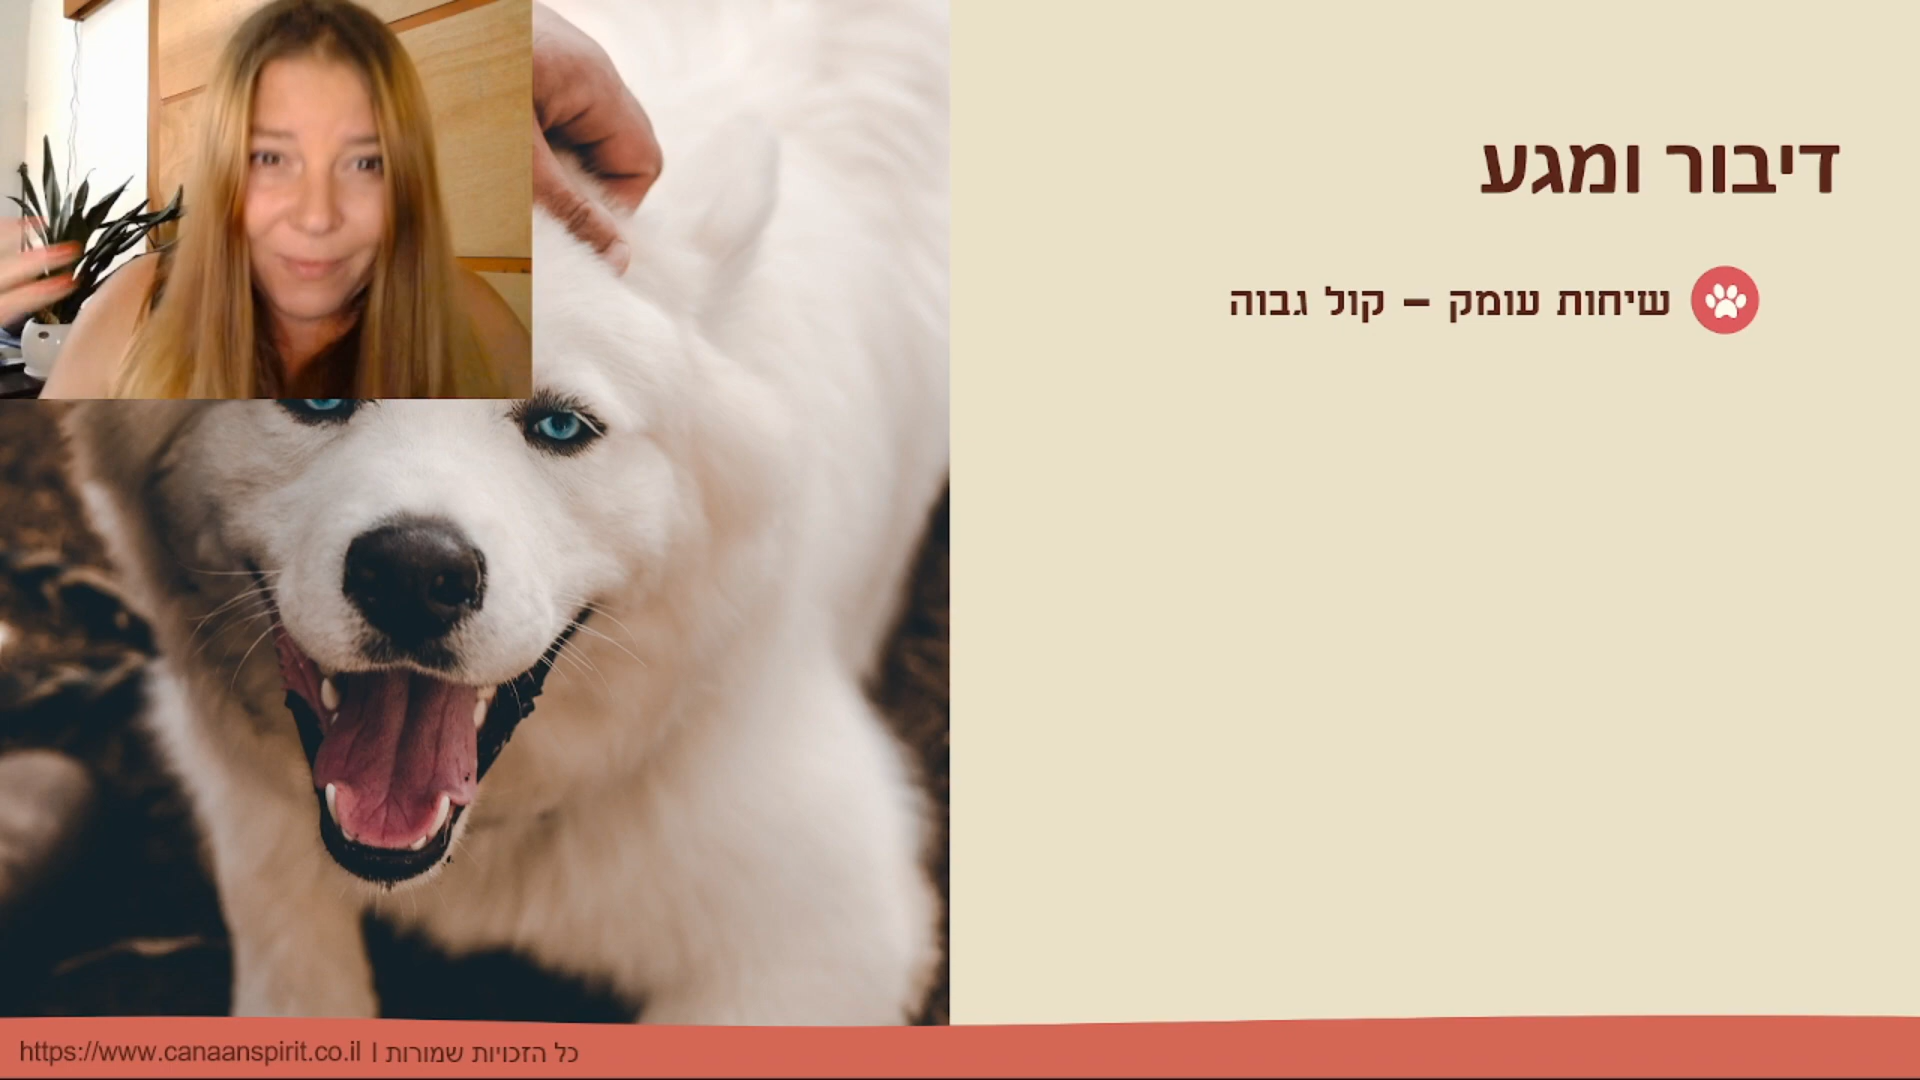 דיבור ומגע
שיחות עומק – קול גבוה
https://www.canaanspirit.co.il | כל הזכויות שמורות